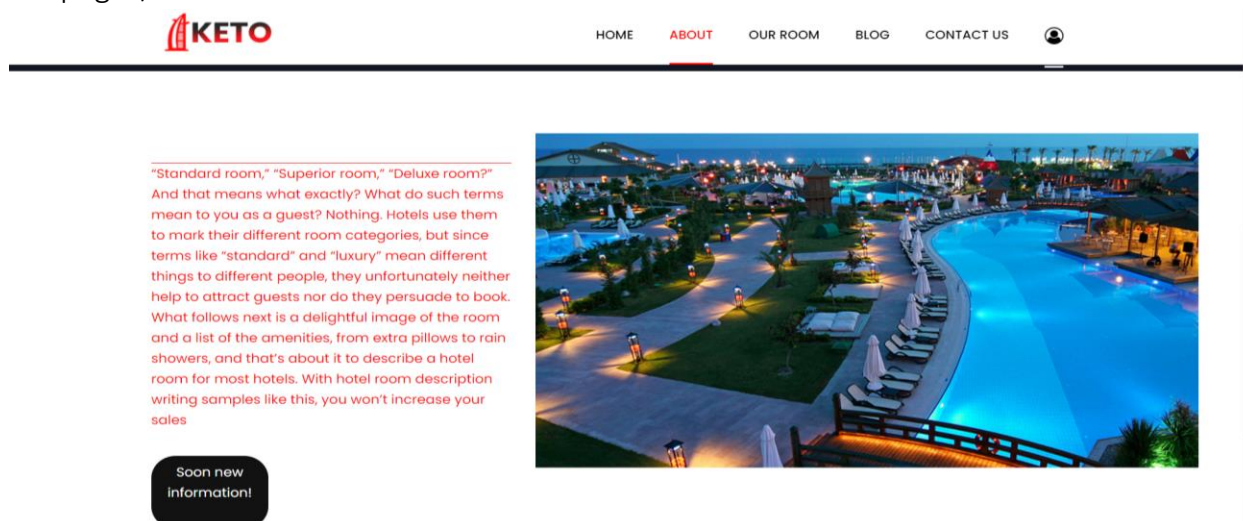 KETO
HOME ABOUT OUR ROOM BLOG CONTACT US
“Standard room,” “Superior room,” “Deluxe room?”
And that means what exactly? What do such terms
mean to you as a guest? Nothing. Hotels use them
to mark their different room categories, but since
terms like “standard” and “luxury” mean different
things to different people, they unfortunately neither
help to attract guests nor do they persuade to book.
What follows next is a delightful image of the room
and a list of the amenities, from extra pillows to rain
showers, and that’s about it to describe a hotel
room for most hotels. With hotel room description
writing samples like this, you won’t increase your
sales
Soon new
information!